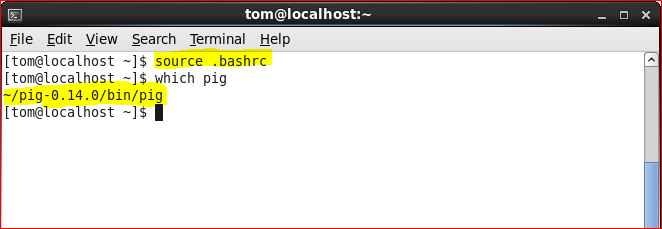 tom@localhost:~
File Edit View Search Terminal Help
[tom@localhost ~]$ source .bashrc
[tom@localhost ~]$ which pig
~/pig-0.14.0/bin/pig
[tom@localhost ~]$